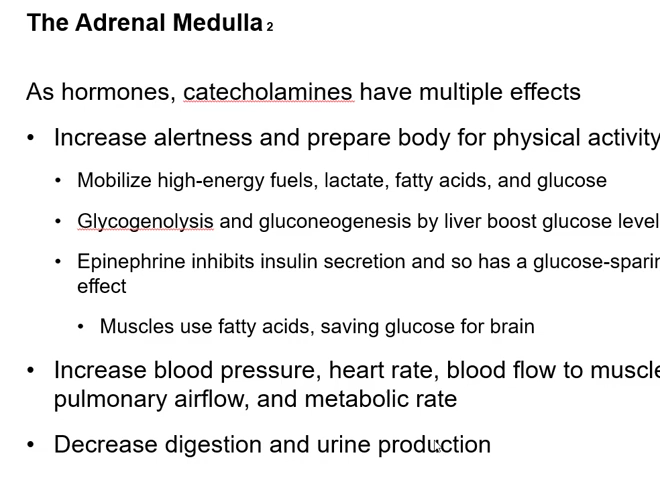 The Adrenal Medulla 2
As hormones, catecholamines have multiple effects
• Increase alertness and prepare body for physical activity
• Mobilize high-energy fuels, lactate, fatty acids, and glucose
• Glycogenolysis and gluconeogenesis by liver boost glucose level
• Epinephrine inhibits insulin secretion and so has a glucose-sparin
effect
• Muscles use fatty acids, saving glucose for brain
• Increase blood pressure, heart rate, blood flow to muscle
pulmonary airflow, and metabolic rate
• Decrease digestion and urine production